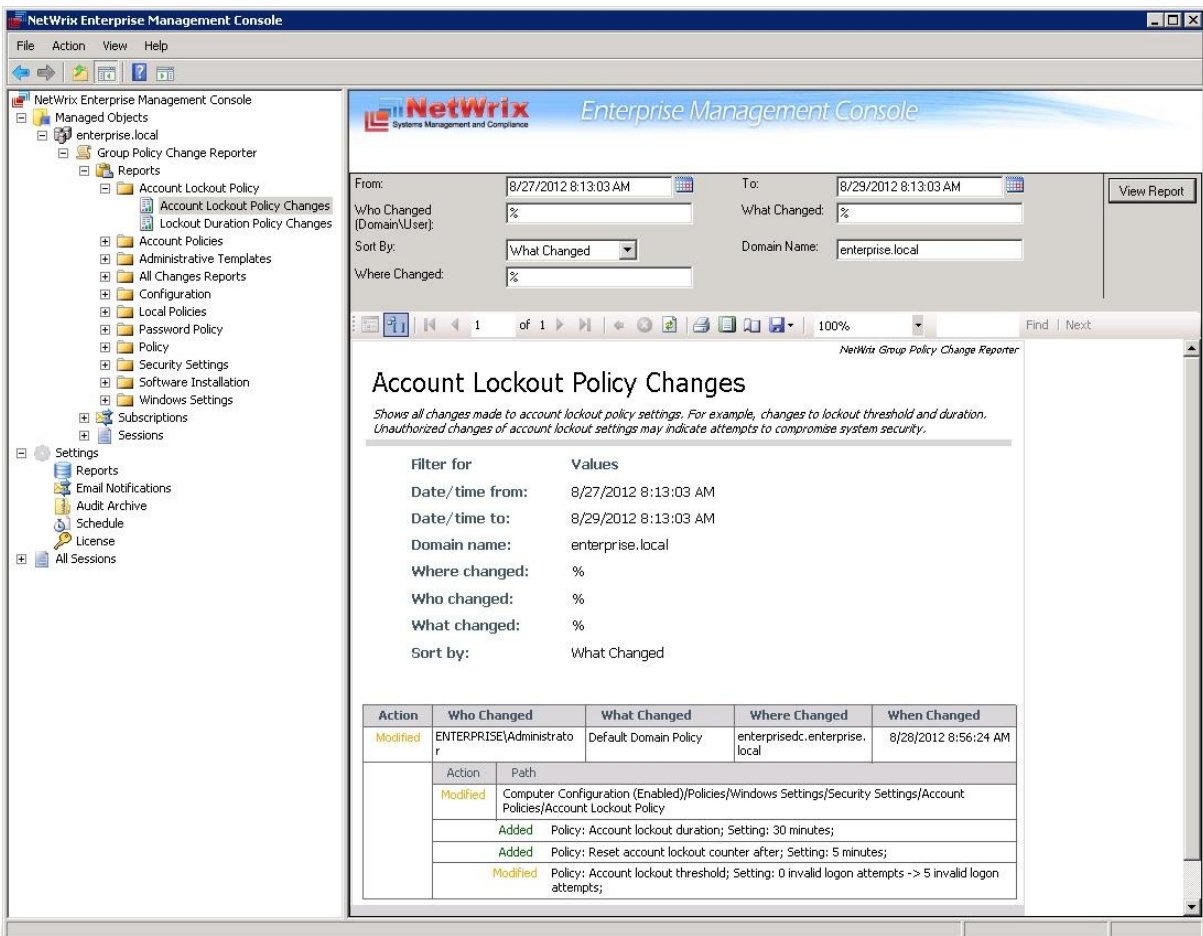 NetWrix Enterprise Management Console
File Action View Help
NetWrix Enterprise Management Console
Managed Objects
enterprise.local
Group Policy Change Reporter
Reports
Account Lockout Policy
Account Lockout Policy Changes
Lockout Duration Policy Changes
Account Policies
Administrative Templates
All Changes Reports
Configuration
Local Policies
Password Policy
Policy
Security Settings
Software Installation
Windows Settings
Subscriptions
Sessions
Settings
Reports
Email Notifications
Audit Archive
Schedule
License
All Sessions
NetWrix Enterprise Management Console
Systems Management and Compliance
From: 8/27/2012 8:13:03 AM To: 8/29/2012 8:13:03 AM View Report
Who Changed (Domain\User): % What Changed: %
Sort By: What Changed Domain Name: enterprise.local
Where Changed: %
1 of 1 100% Find | Next
NetWrix Group Policy Change Reporter
Account Lockout Policy Changes
Shows all changes made to account lockout policy settings. For example, changes to lockout threshold and duration.
Unauthorized changes of account lockout settings may indicate attempts to compromise system security.
Filter for Values
Date/time from: 8/27/2012 8:13:03 AM
Date/time to: 8/29/2012 8:13:03 AM
Domain name: enterprise.local
Where changed: %
Who changed: %
What changed: %
Sort by: What Changed
Action Who Changed What Changed Where Changed When Changed
Modified ENTERPRISE\Administrato Default Domain Policy enterprisedc.enterprise. 8/28/2012 8:56:24 AM
r local
Action Path
Modified Computer Configuration (Enabled)/Policies/Windows Settings/Security Settings/Account
Policies/Account Lockout Policy
Added Policy: Account lockout duration; Setting: 30 minutes;
Added Policy: Reset account lockout counter after; Setting: 5 minutes;
Modified Policy: Account lockout threshold; Setting: 0 invalid logon attempts -> 5 invalid logon
attempts;